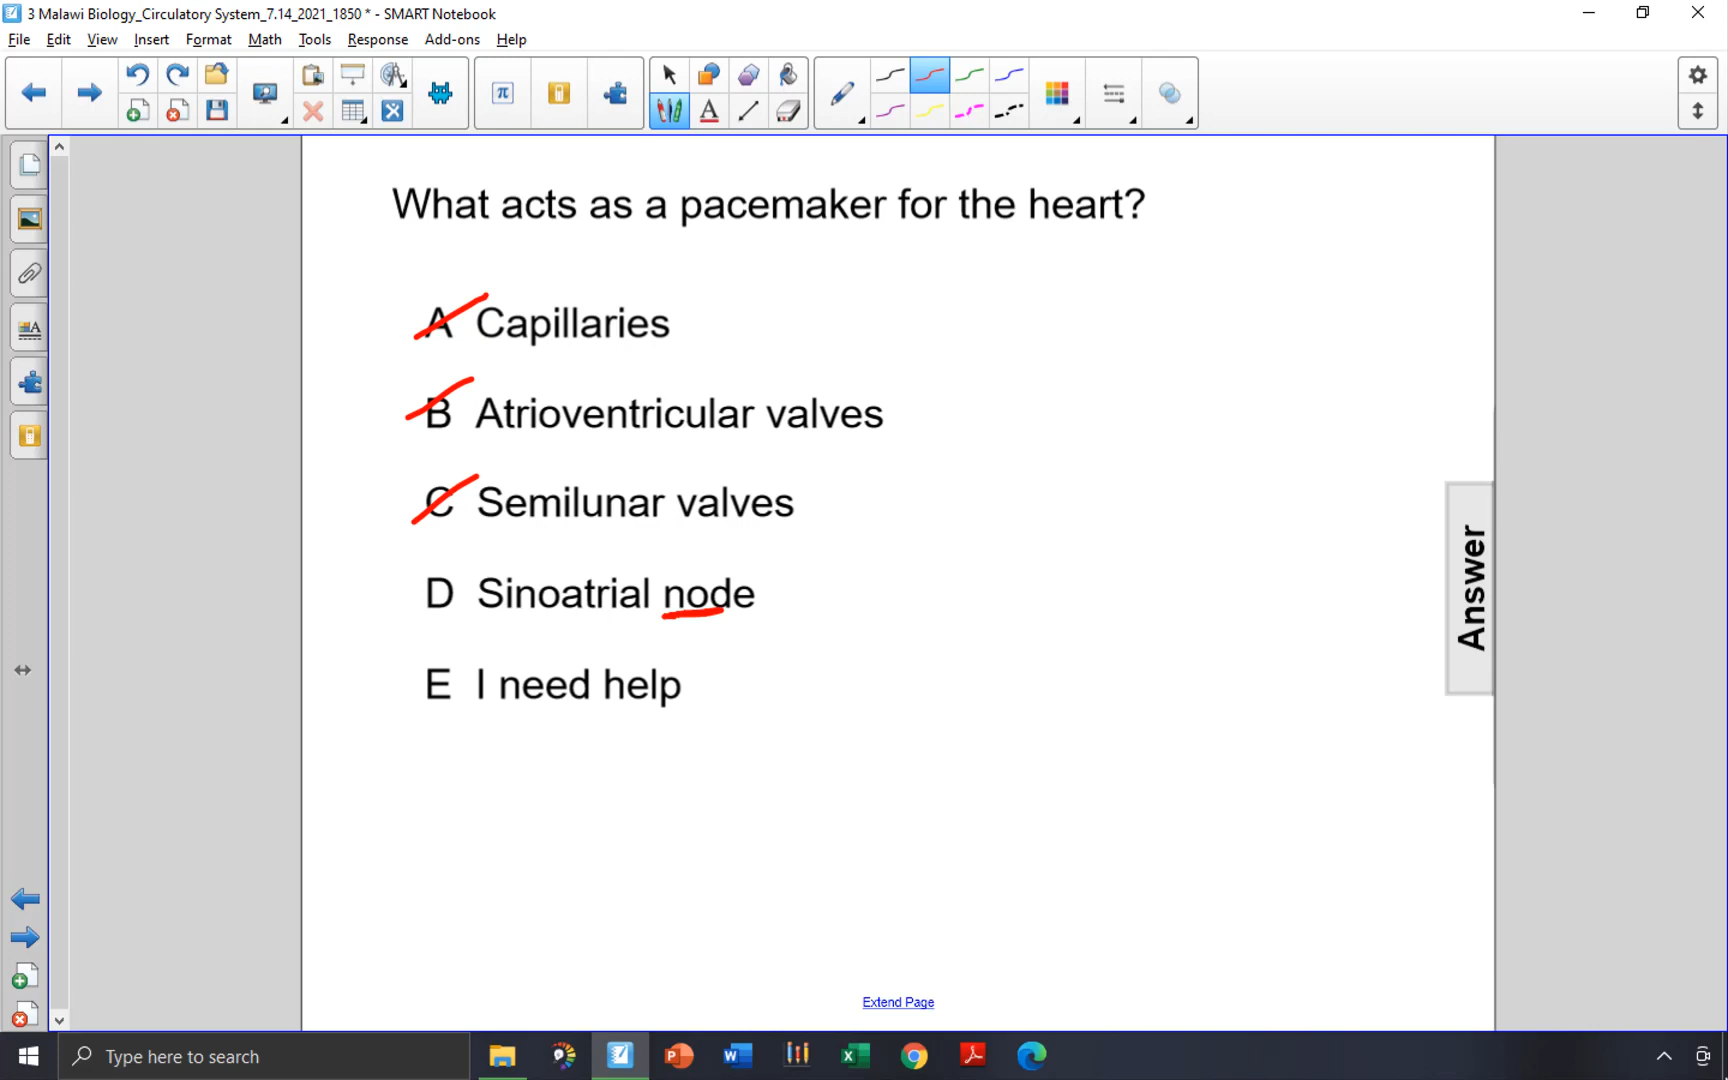 3 Malawi Biology_Circulatory System_7.14_2021_1850 * - SMART Notebook
File Edit View Insert Format Math Tools Response Add-ons Help
What acts as a pacemaker for the heart?
A Capillaries
B Atrioventricular valves
C Semilunar valves
D Sinoatrial node
E I need help
Answer
Extend Page
Type here to search